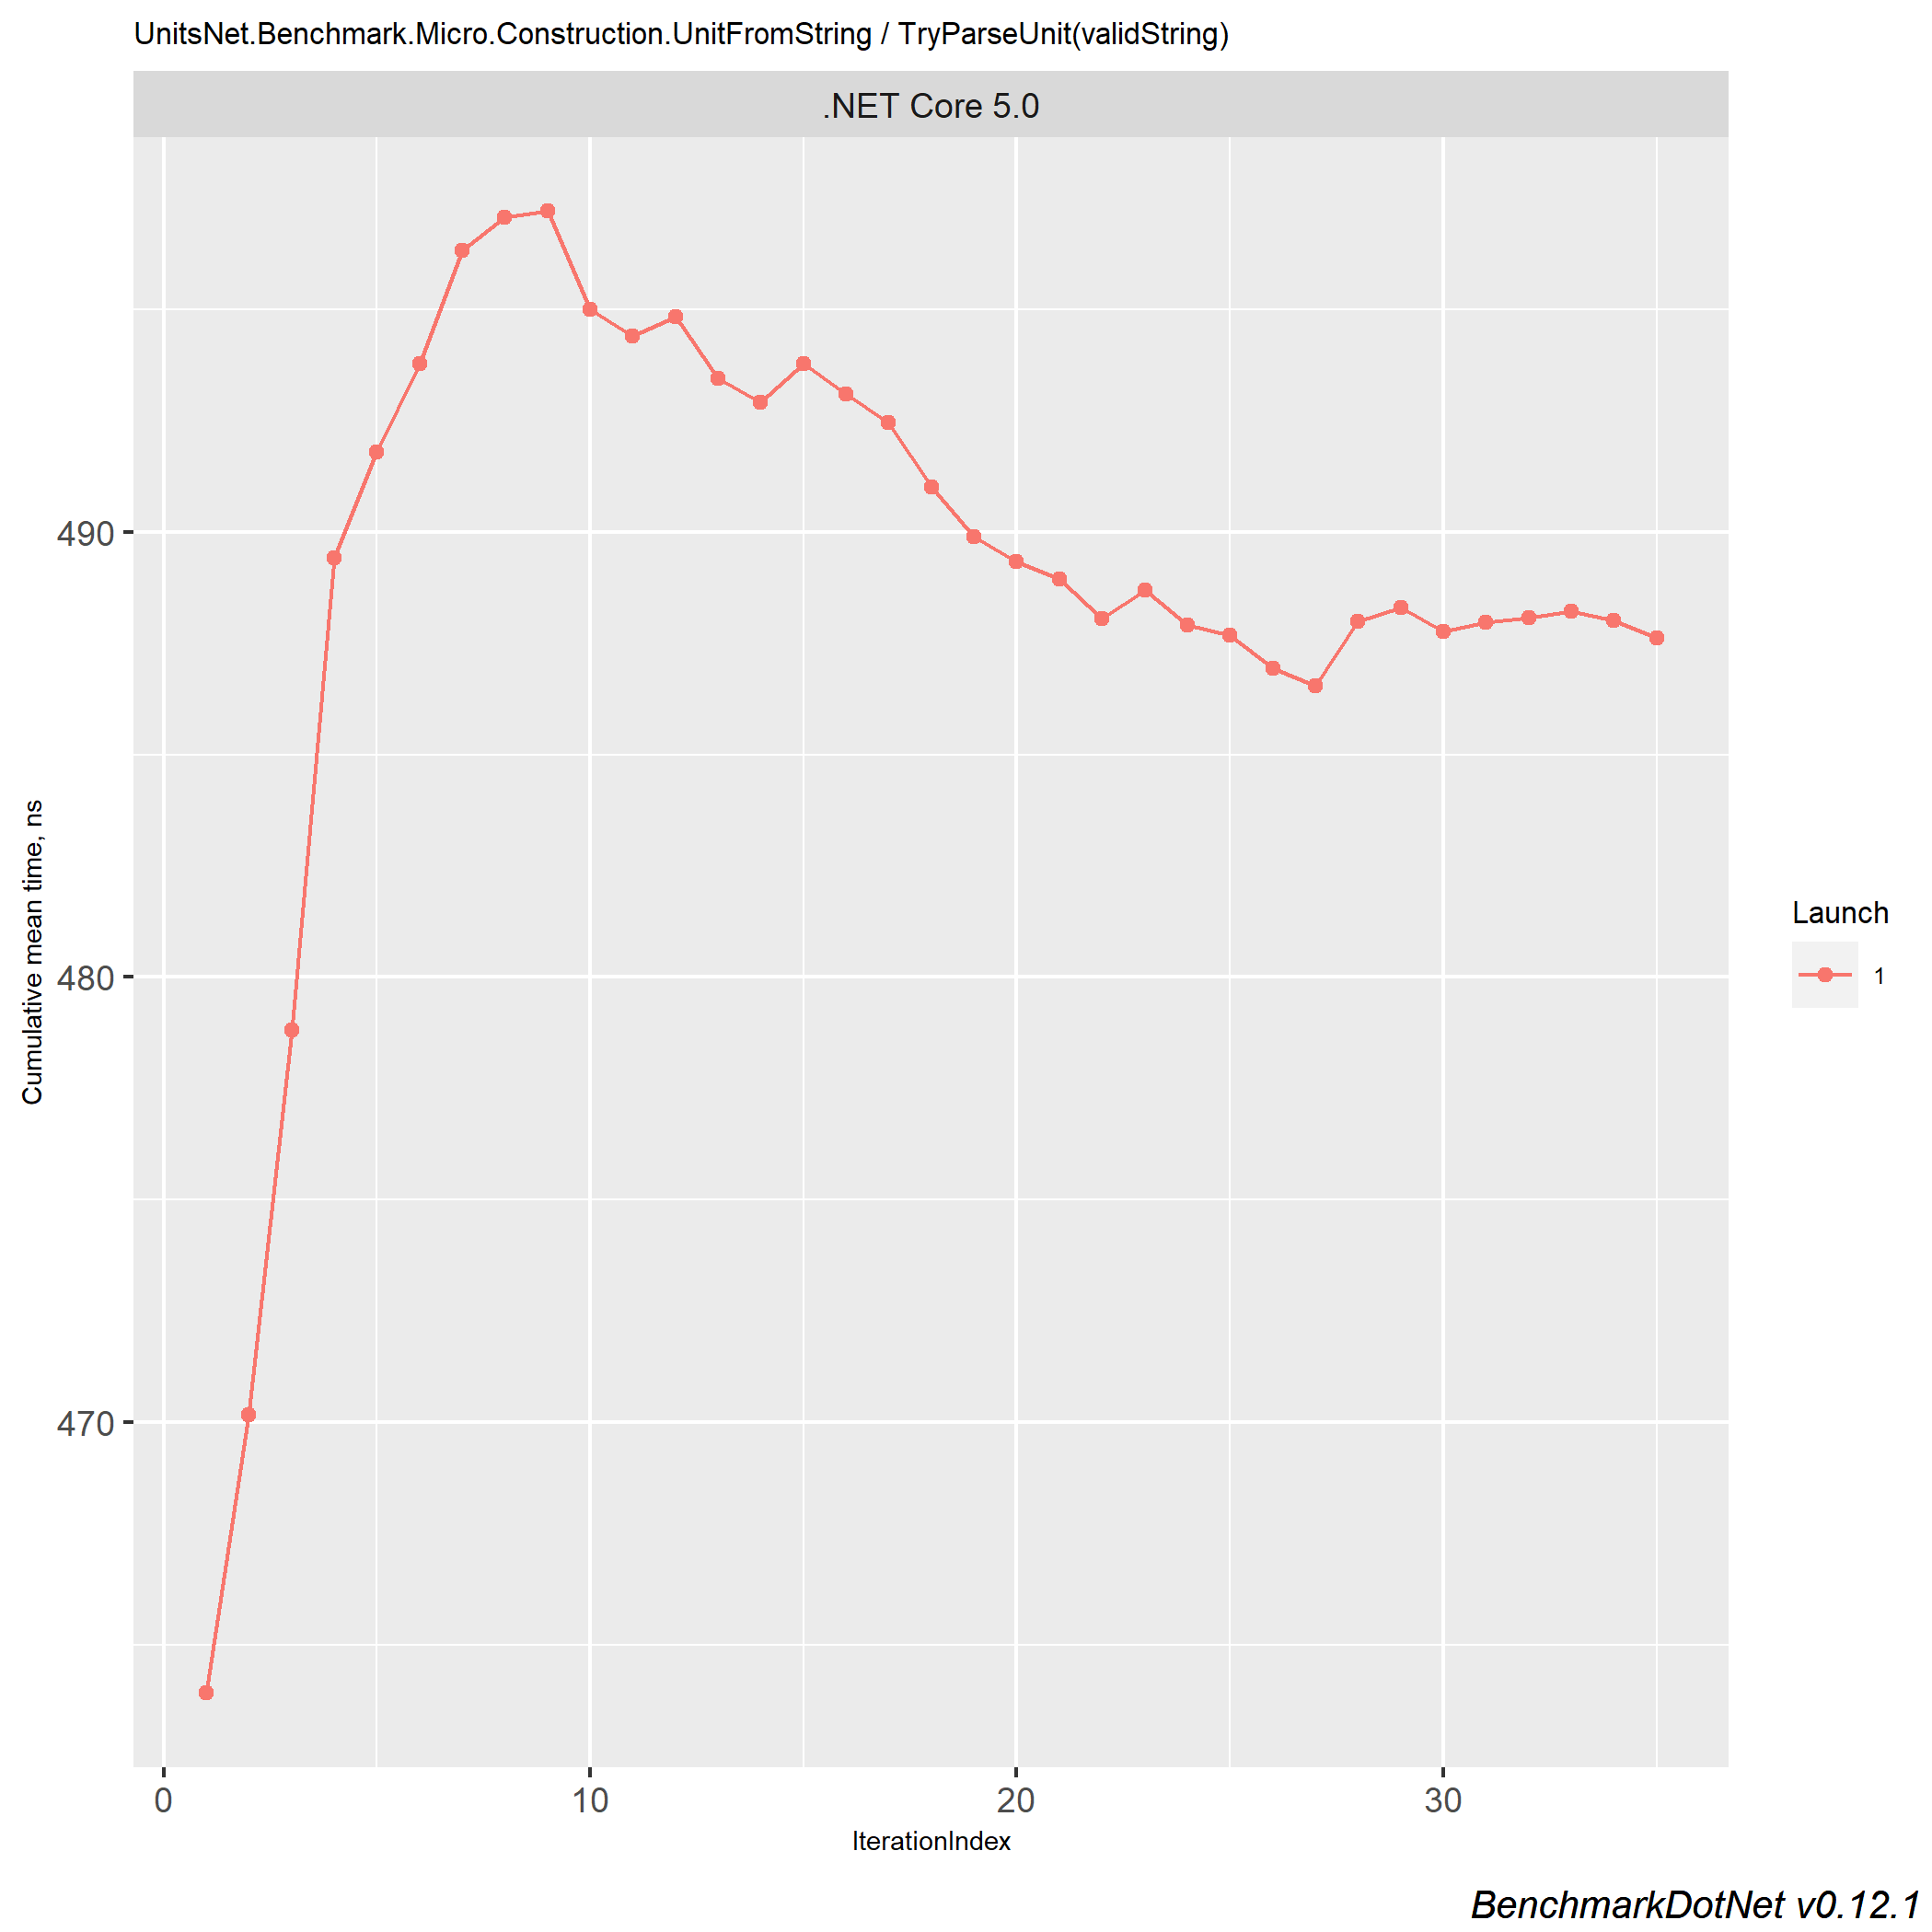 UnitsNet.Benchmark.Micro.Construction.UnitFromString / TryParseUnit(validString)
.NET Core 5.0
490
480
470
Cumulative mean time, ns
0 10 20 30
IterationIndex
Launch
1
BenchmarkDotNet v0.12.1